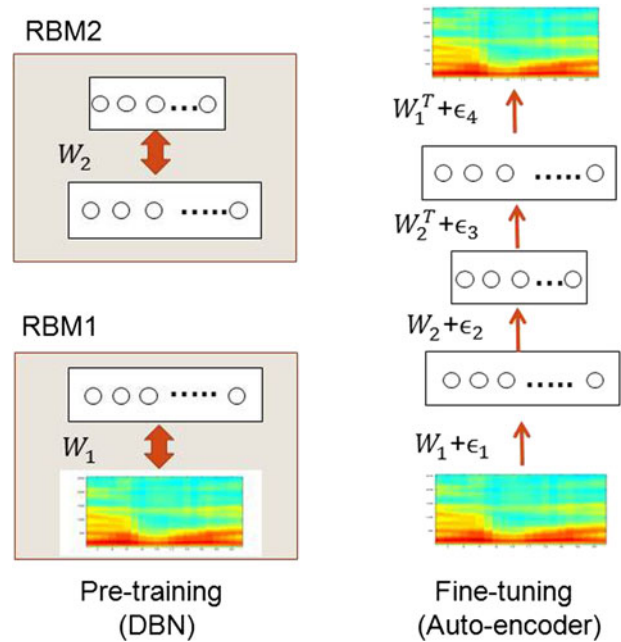 RBM2
W₂
RBM1
W₁
Pre-training
(DBN)
W₁ᵀ+ϵ₄
W₂ᵀ+ϵ₃
W₂+ϵ₂
W₁+ϵ₁
Fine-tuning
(Auto-encoder)